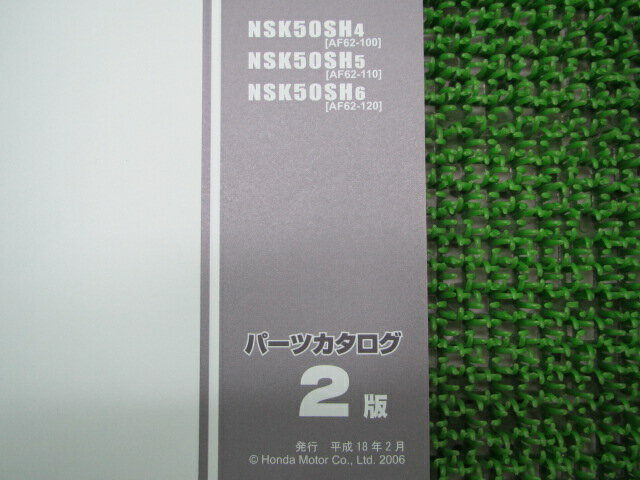 NSK50SH4
[AF62-100]
NSK50SH5
[AF62-110]
NSK50SH6
[AF62-120]
パーツカタログ
2版
発行 平成18年2月
© Honda Motor Co., Ltd. 2006